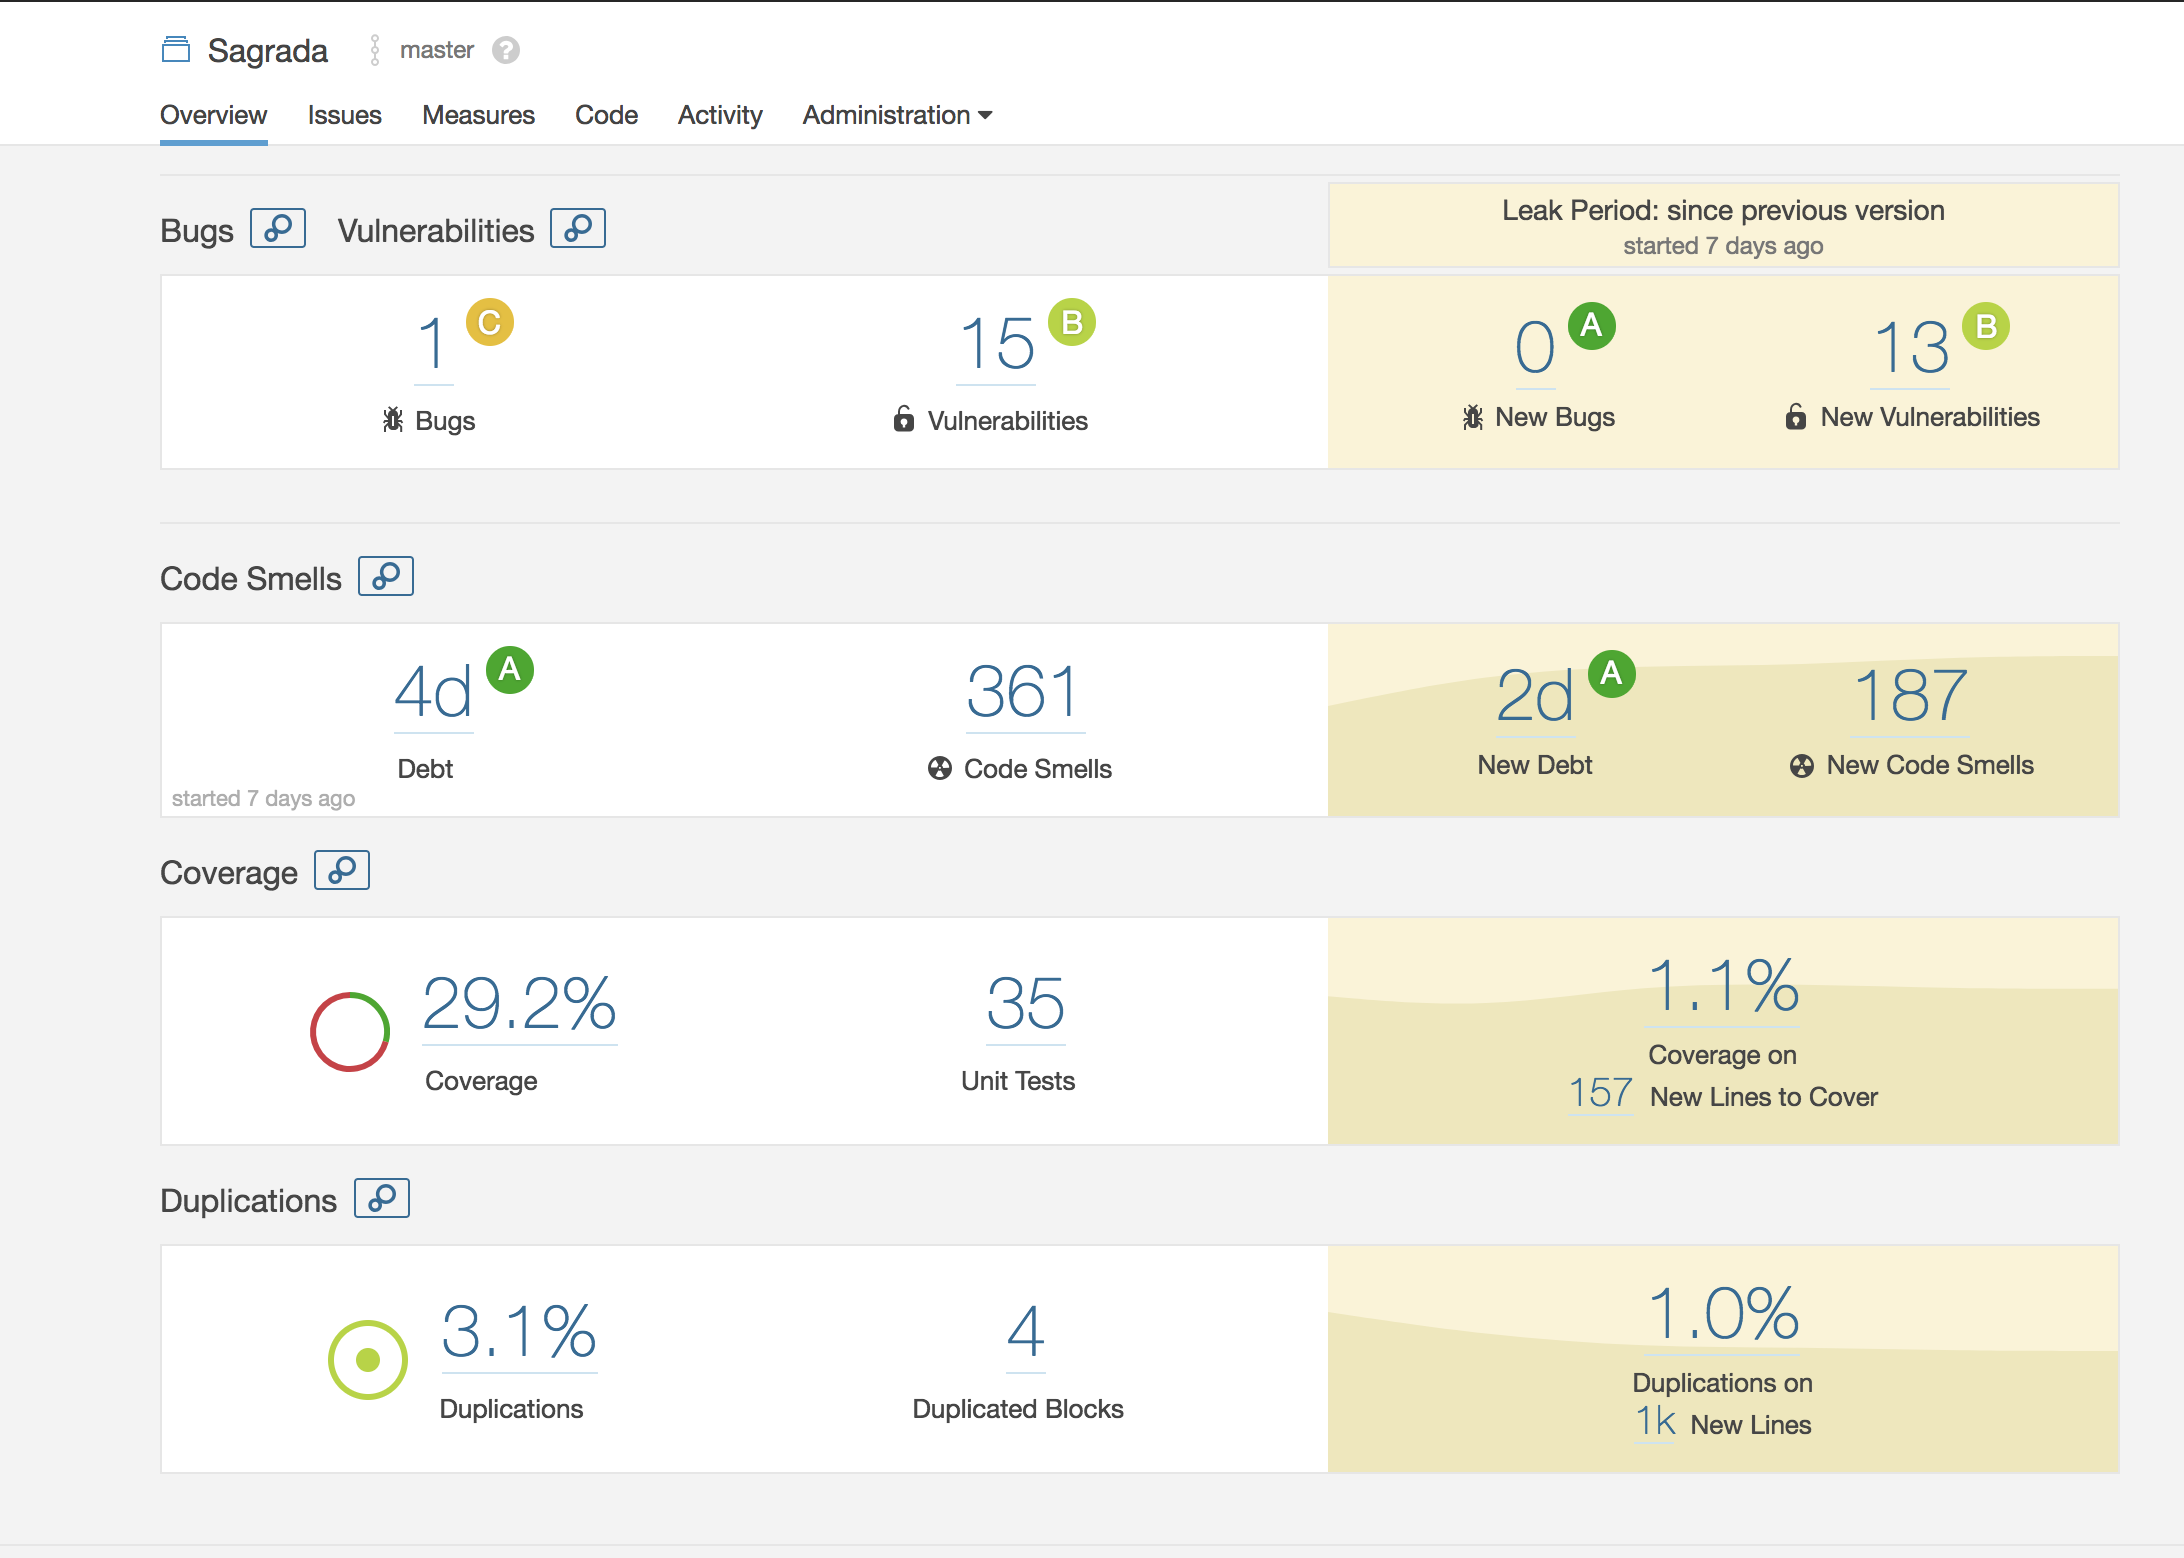 Sagrada master ?
Overview Issues Measures Code Activity Administration
Leak Period: since previous version
started 7 days ago
Bugs Vulnerabilities
1 C
Bugs
15 B
Vulnerabilities
0 A
New Bugs
13 B
New Vulnerabilities
Code Smells
4d A
Debt
started 7 days ago
361
Code Smells
2d A
New Debt
187
New Code Smells
Coverage
29.2%
Coverage
35
Unit Tests
1.1%
Coverage on
157 New Lines to Cover
Duplications
3.1%
Duplications
4
Duplicated Blocks
1.0%
Duplications on
1k New Lines